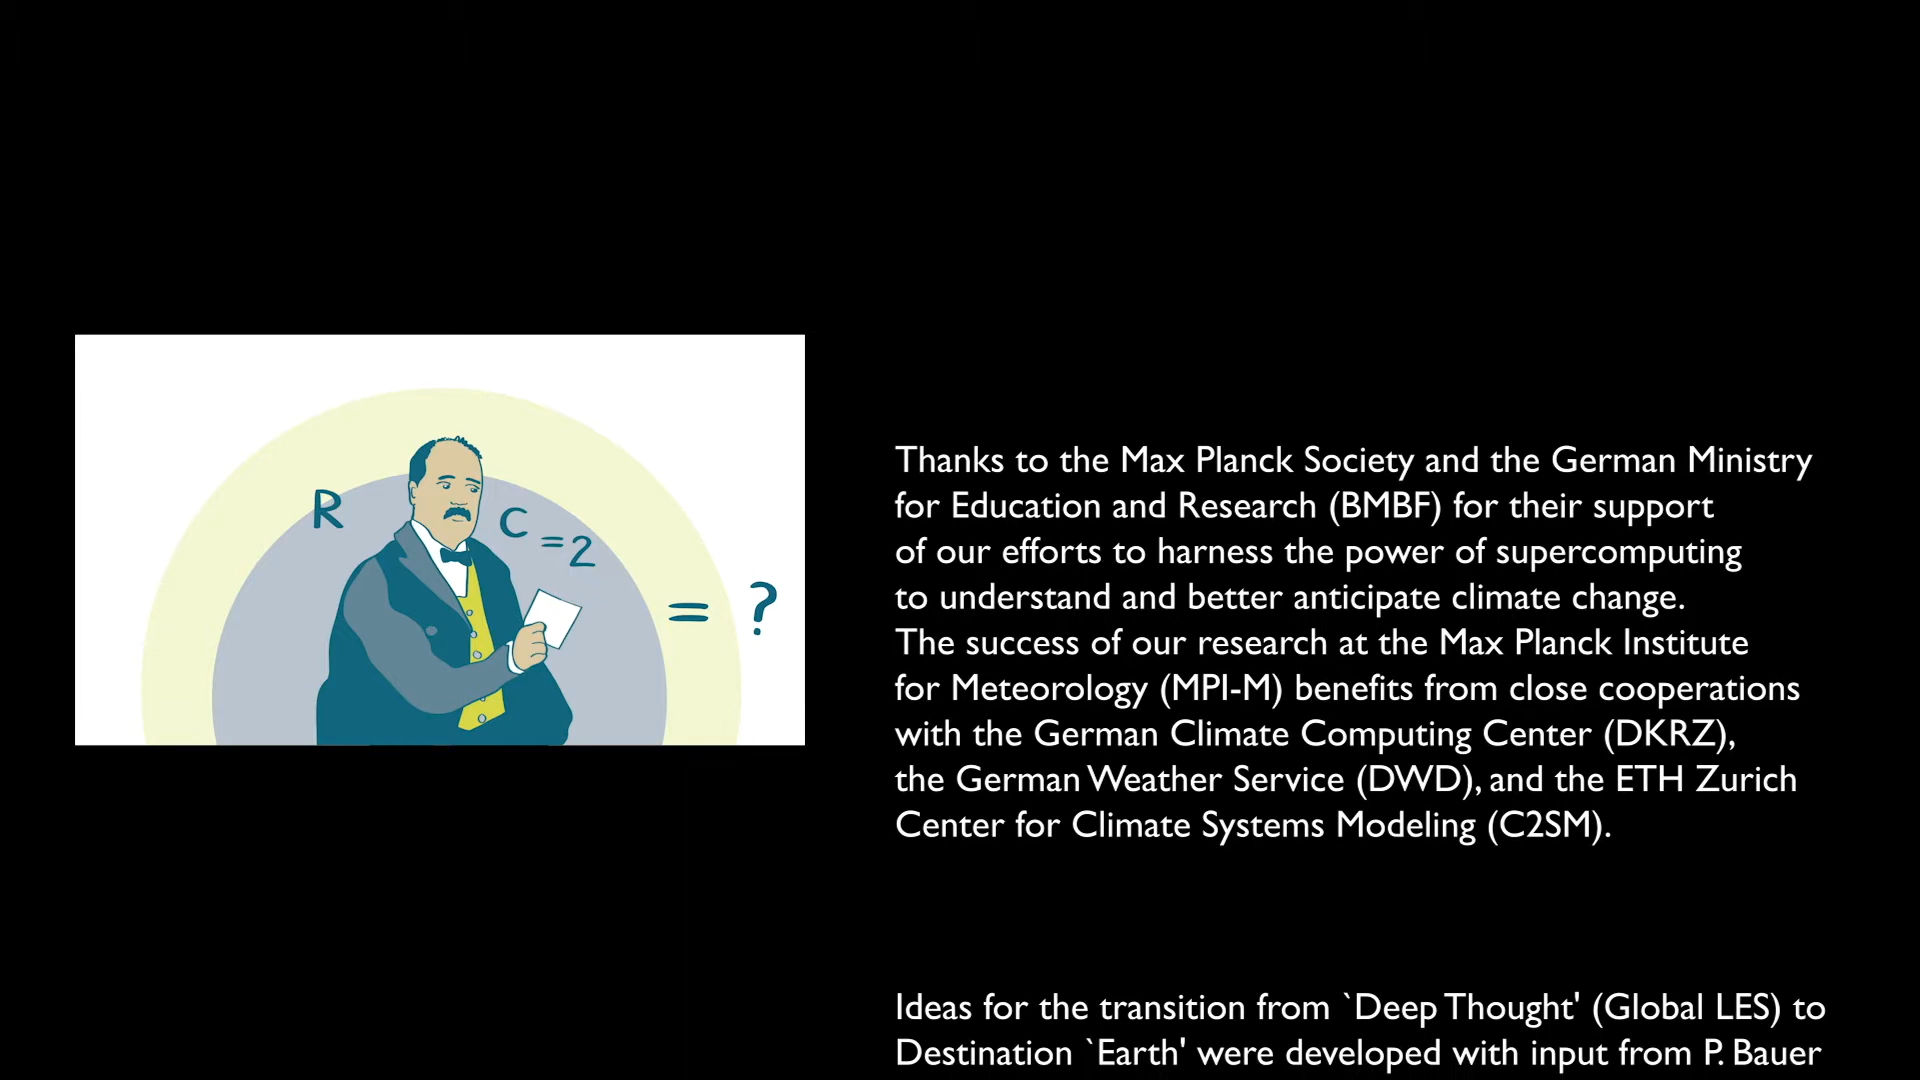 R
C
=2
= ?
Thanks to the Max Planck Society and the German Ministry
for Education and Research (BMBF) for their support
of our efforts to harness the power of supercomputing
to understand and better anticipate climate change.
The success of our research at the Max Planck Institute
for Meteorology (MPI-M) benefits from close cooperations
with the German Climate Computing Center (DKRZ),
the German Weather Service (DWD), and the ETH Zurich
Center for Climate Systems Modeling (C2SM).
Ideas for the transition from `Deep Thought' (Global LES) to
Destination `Earth' were developed with input from P. Bauer